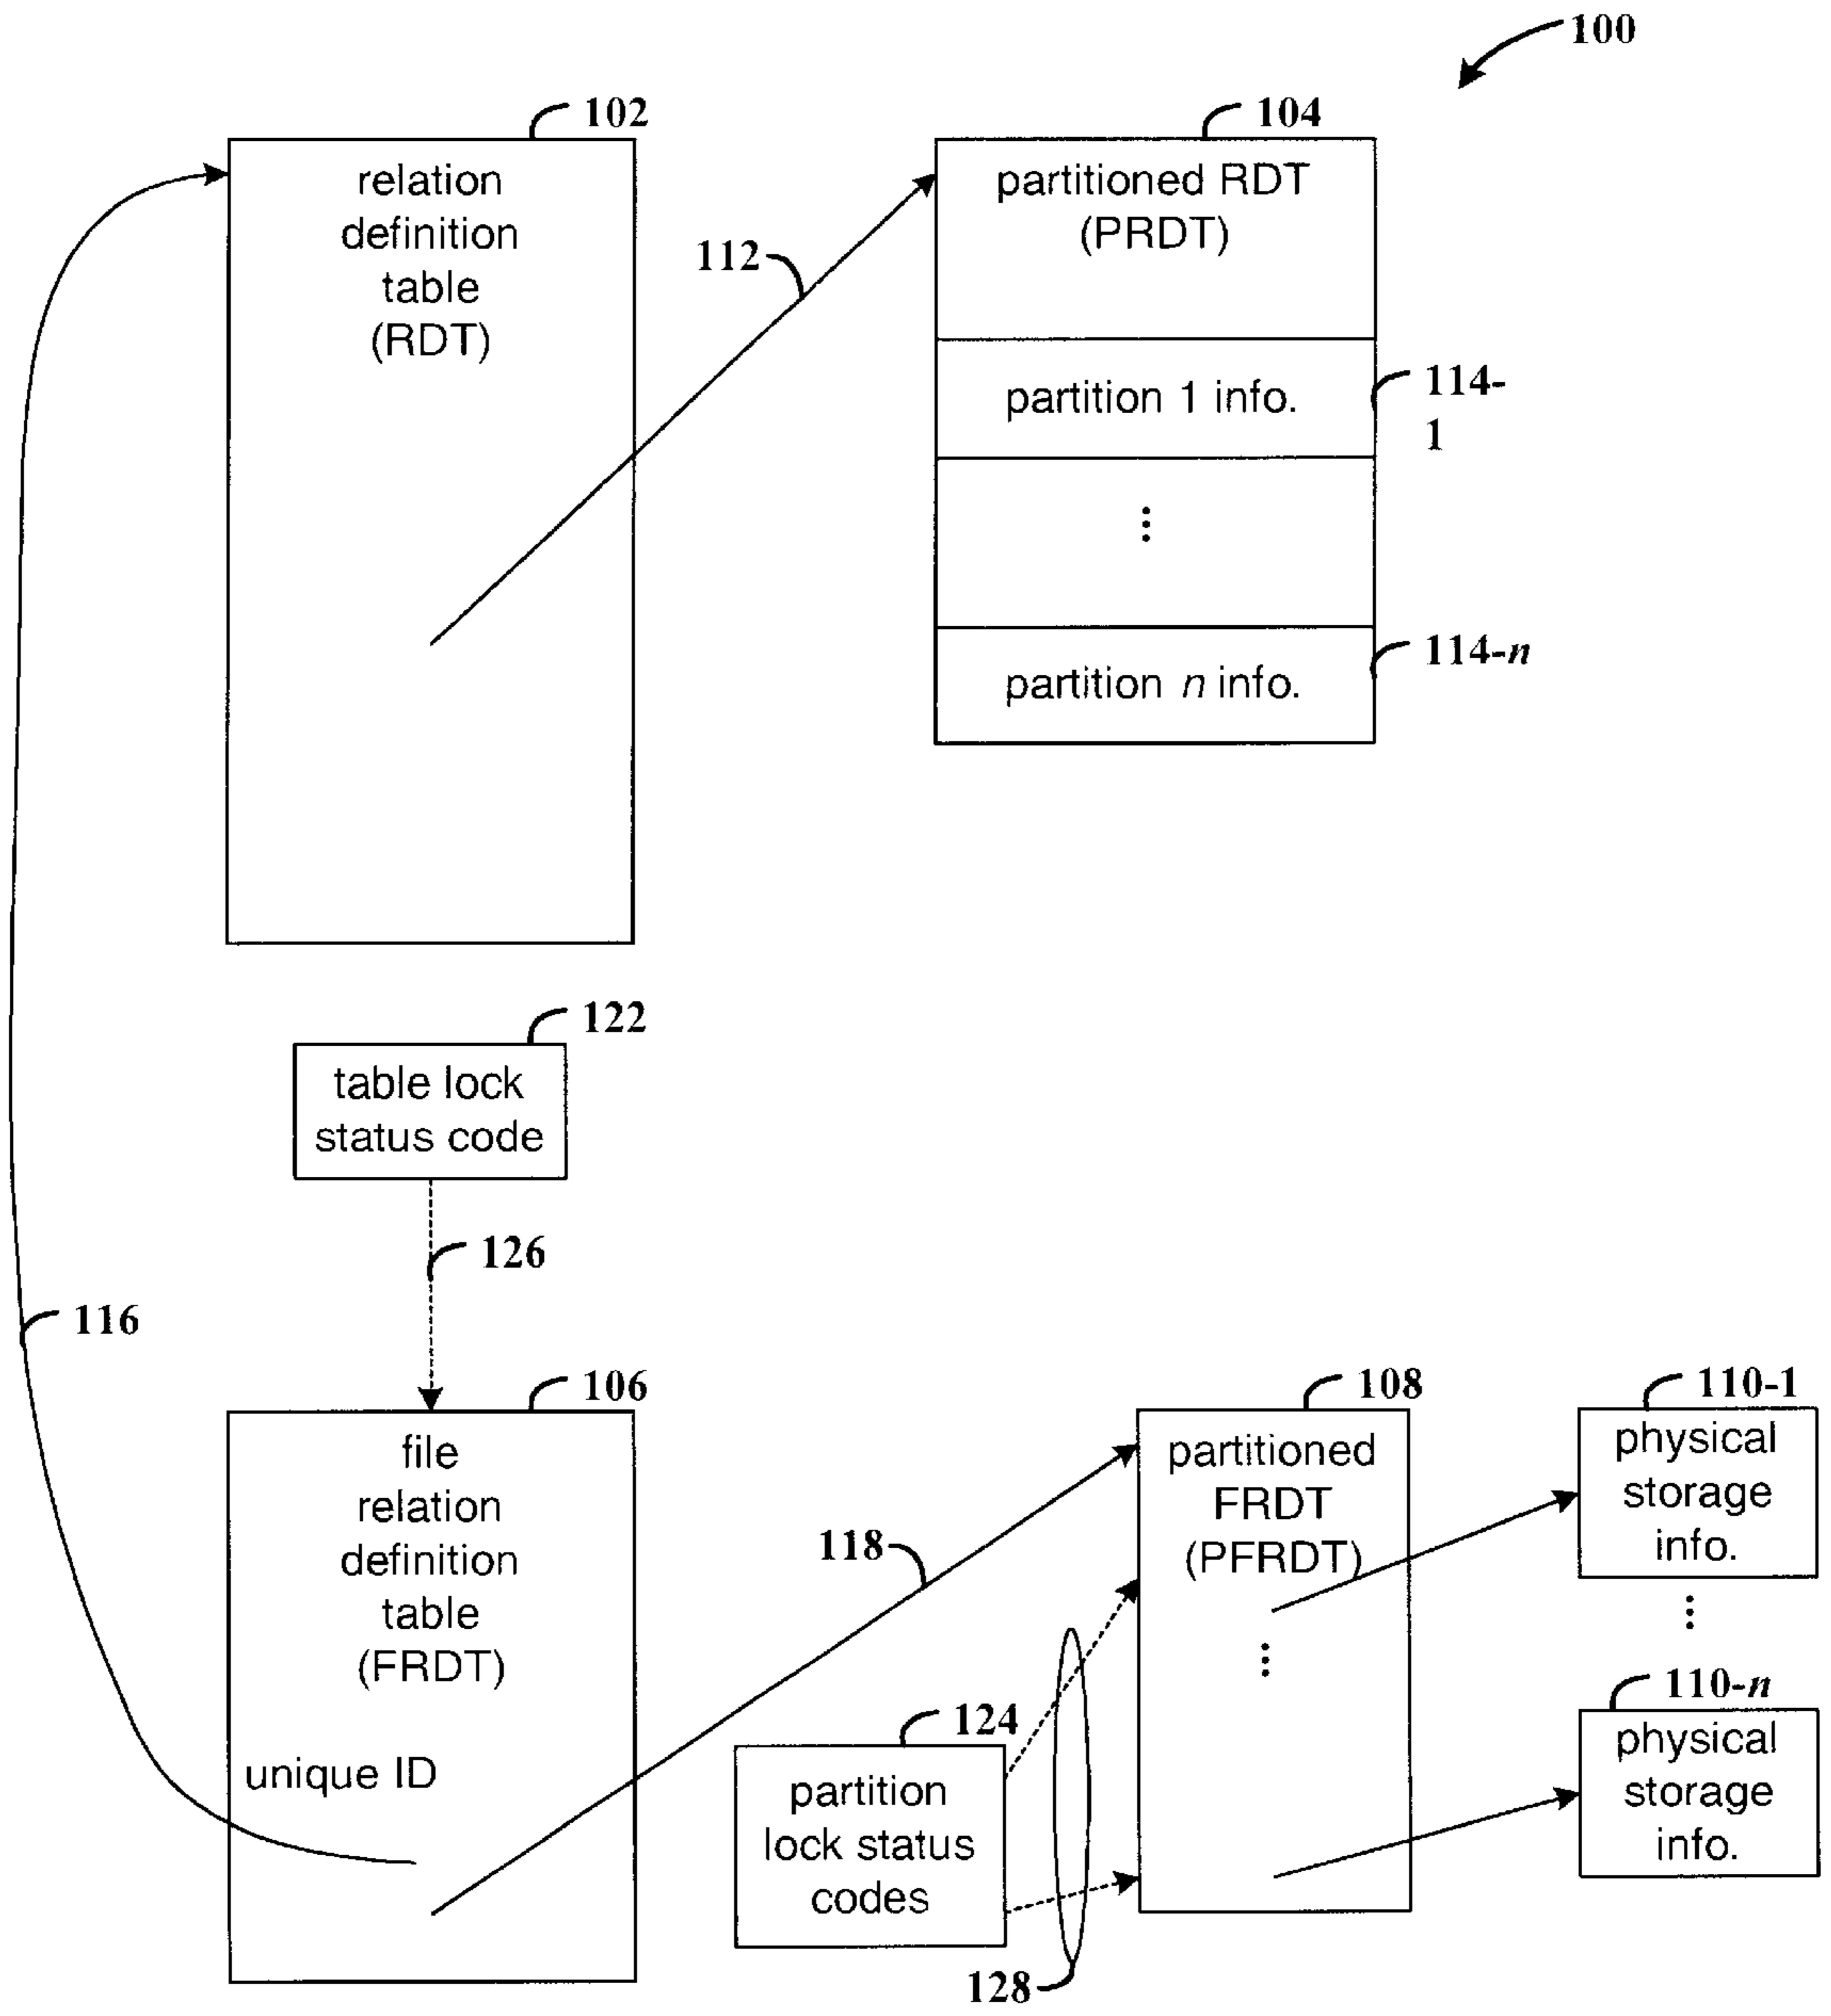 100
102
relation
definition
table
(RDT)
104
partitioned RDT
(PRDT)
112
partition 1 info.
114-
1
⋮
partition n info.
114-n
122
table lock
status code
126
116
106
file
relation
definition
table
(FRDT)
unique ID
118
108
partitioned
FRDT
(PFRDT)
⋮
110-1
physical
storage
info.
⋮
110-n
physical
storage
info.
124
partition
lock status
codes
128